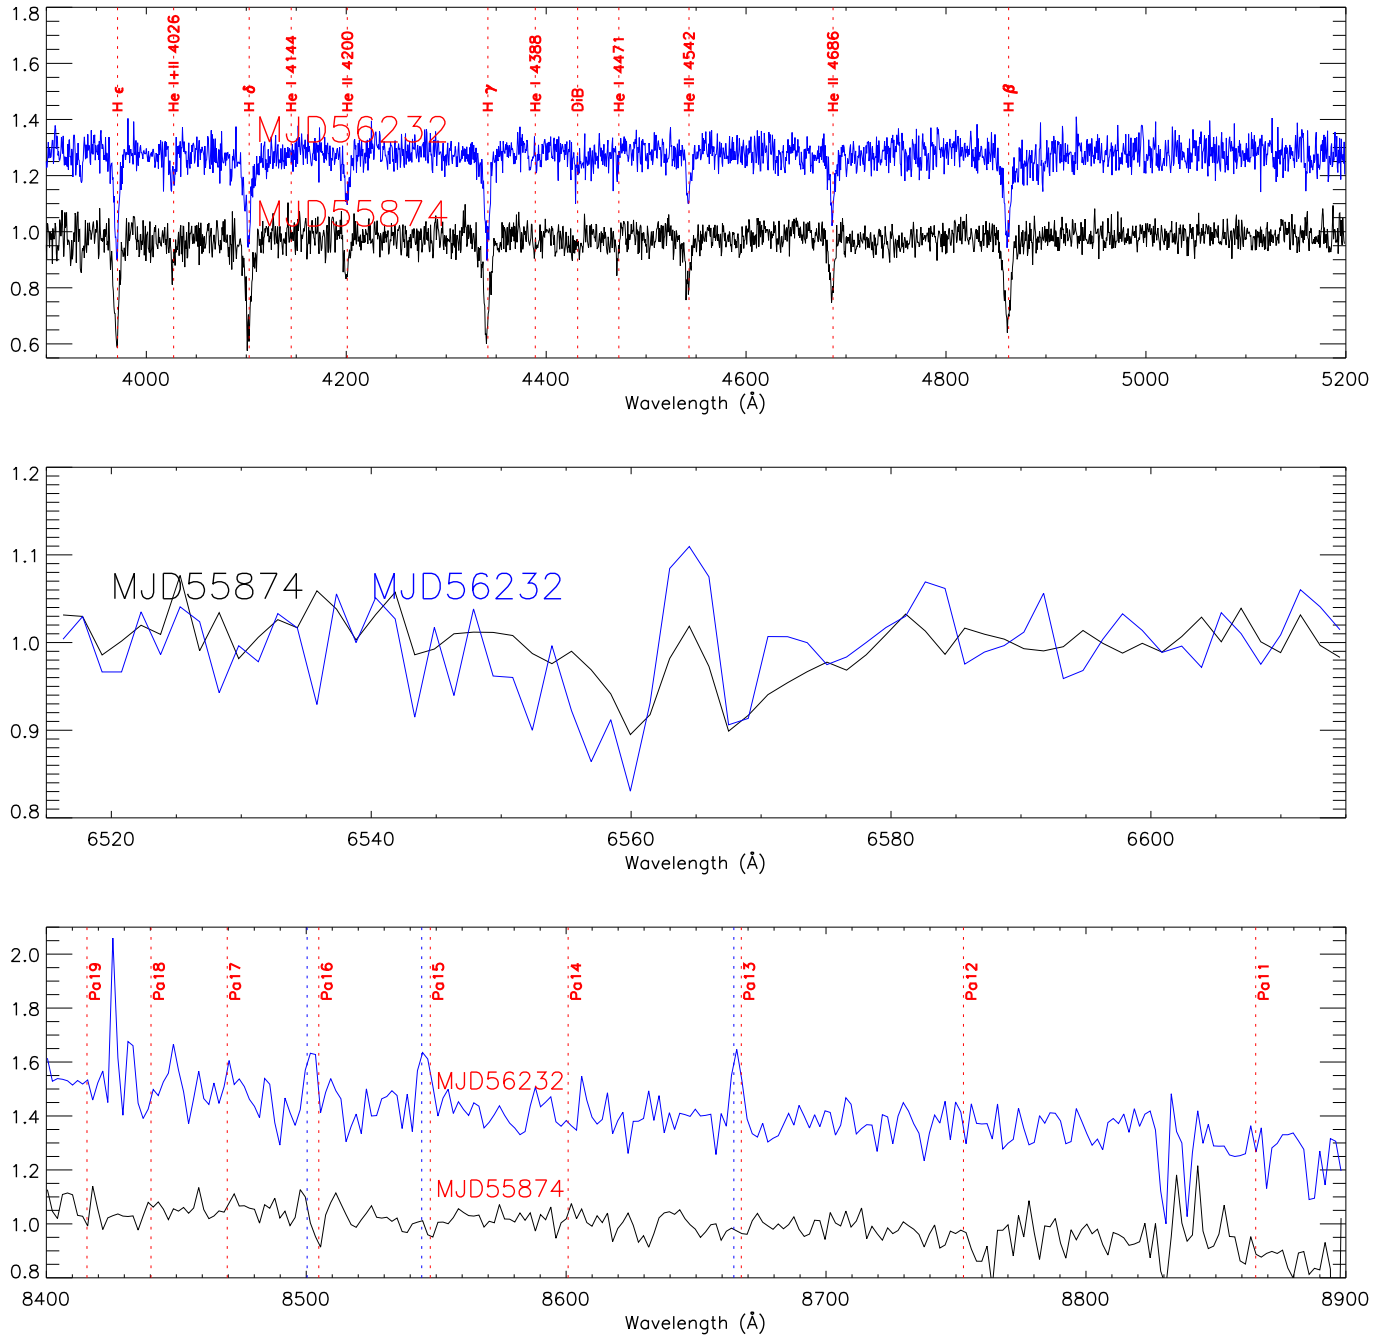 1.8
1.6
1.4
1.2
1.0
0.8
0.6
H ϵ
He I+II 4026
H δ
He I 4144
He II 4200
H γ
He I 4388
DiB
He I 4471
He II 4542
He II 4686
H β
MJD56232
MJD55874
4000 4200 4400 4600 4800 5000 5200
Wavelength (Å)
1.2
1.1
1.0
0.9
0.8
MJD55874 MJD56232
6520 6540 6560 6580 6600
Wavelength (Å)
2.0
1.8
1.6
1.4
1.2
1.0
0.8
Pa19
Pa18
Pa17
Pa16
Pa15
Pa14
Pa13
Pa12
Pa11
MJD56232
MJD55874
8400 8500 8600 8700 8800 8900
Wavelength (Å)